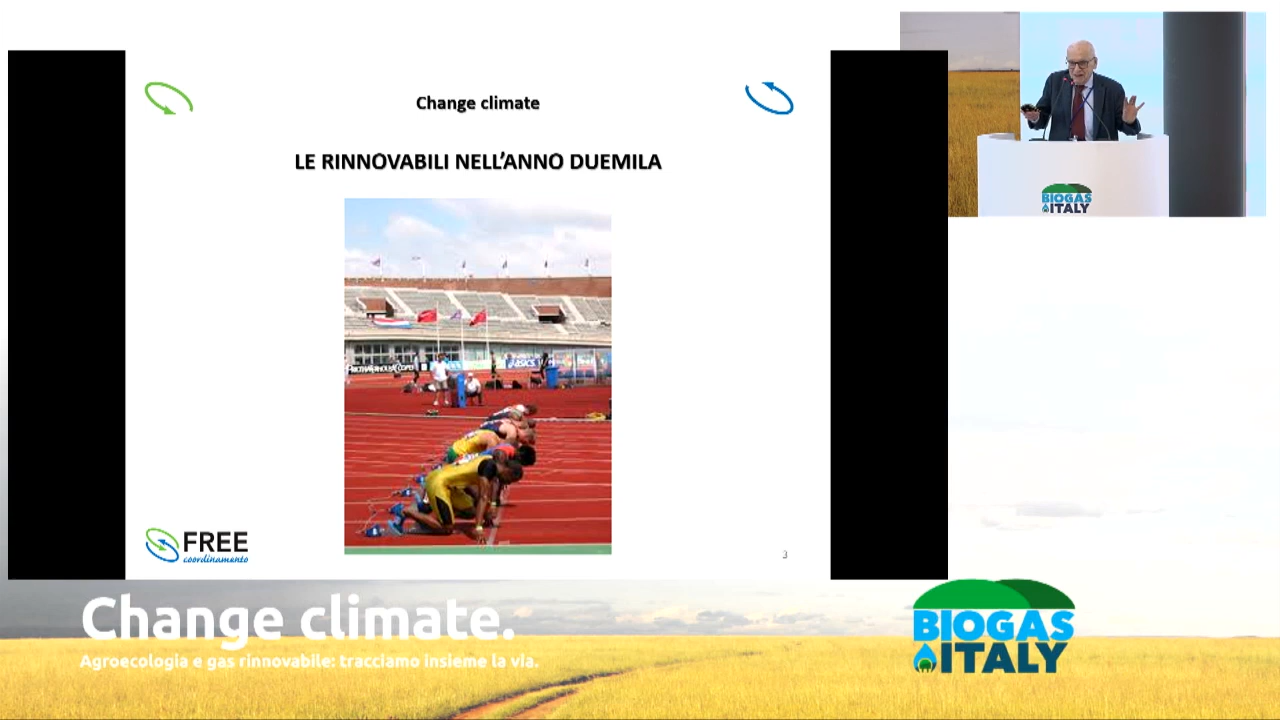 Change climate
LE RINNOVABILI NELL'ANNO DUEMILA
asics
FREE
coordinamento
3
BIOGAS
ITALY
Change climate.
Agroecologia e gas rinnovabile: tracciamo insieme la via.
BIOGAS
ITALY